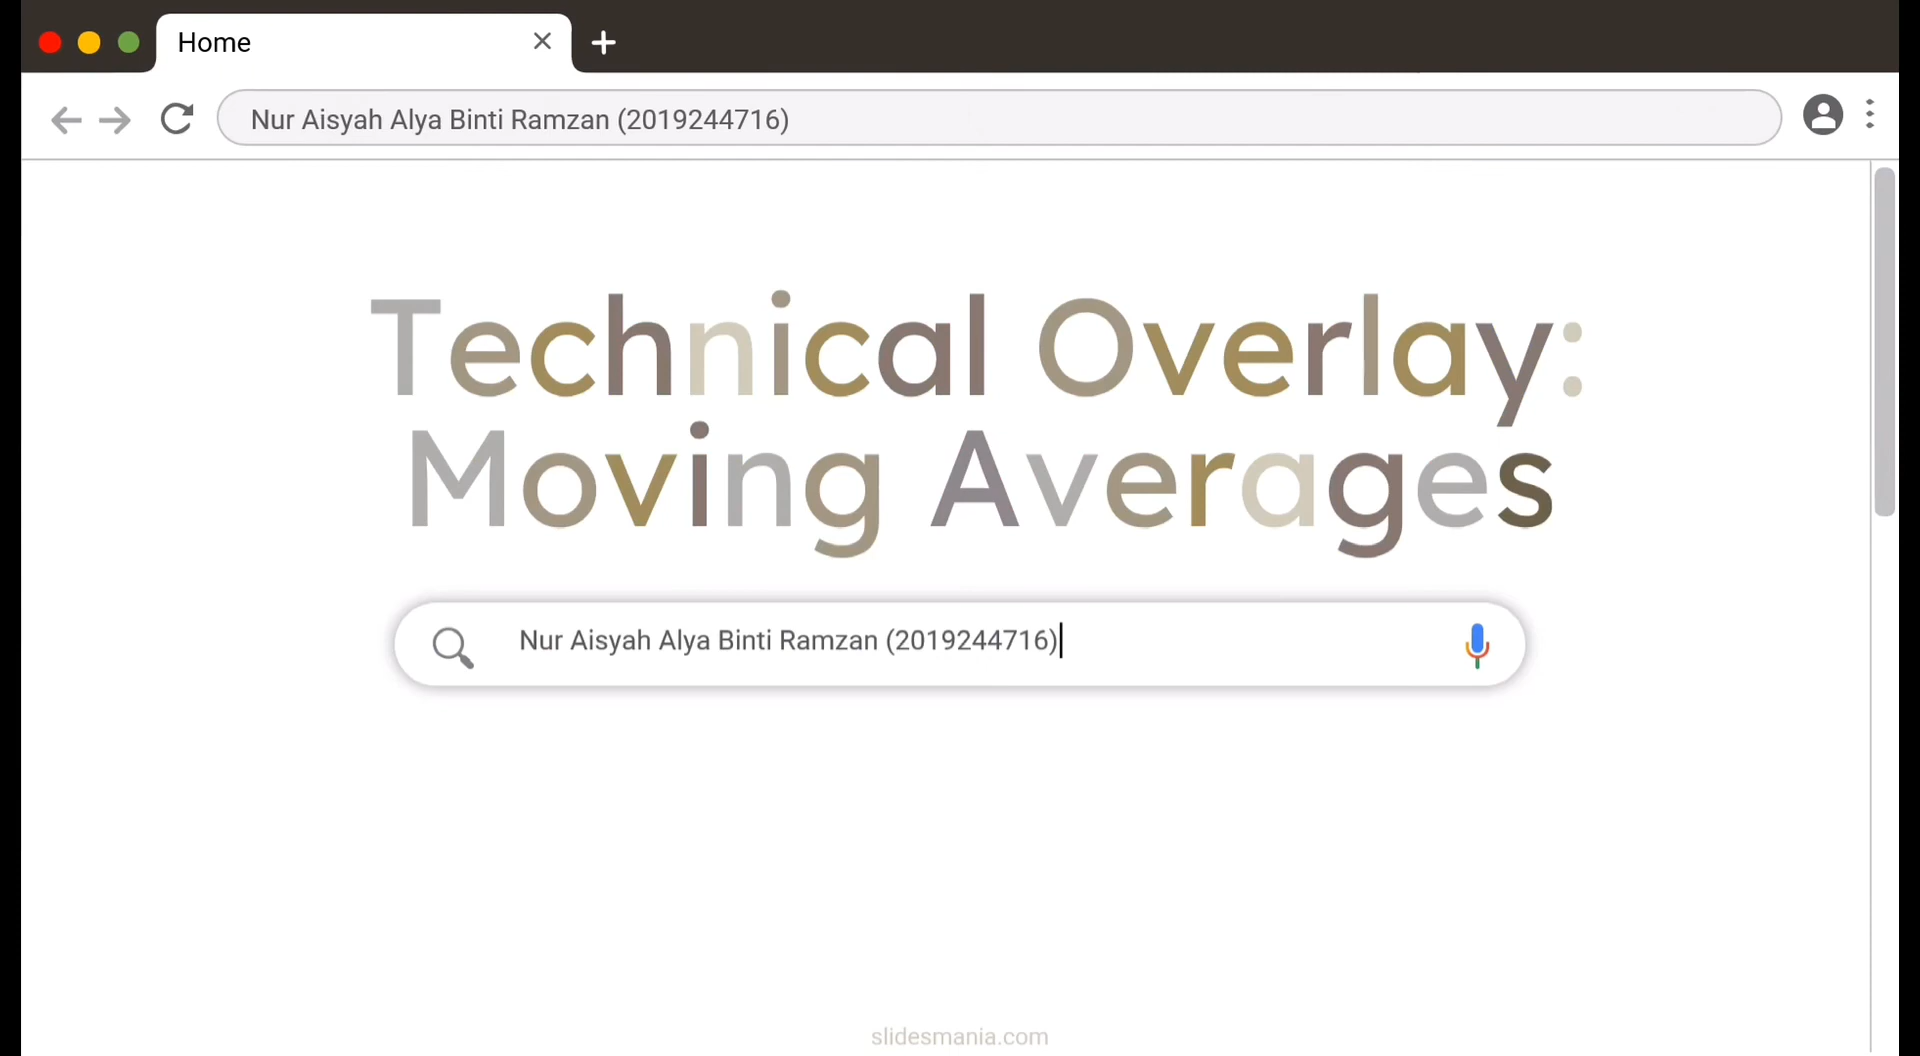 Home
Nur Aisyah Alya Binti Ramzan (2019244716)
Technical Overlay:
Moving Averages
Nur Aisyah Alya Binti Ramzan (2019244716)
slidesmania.com